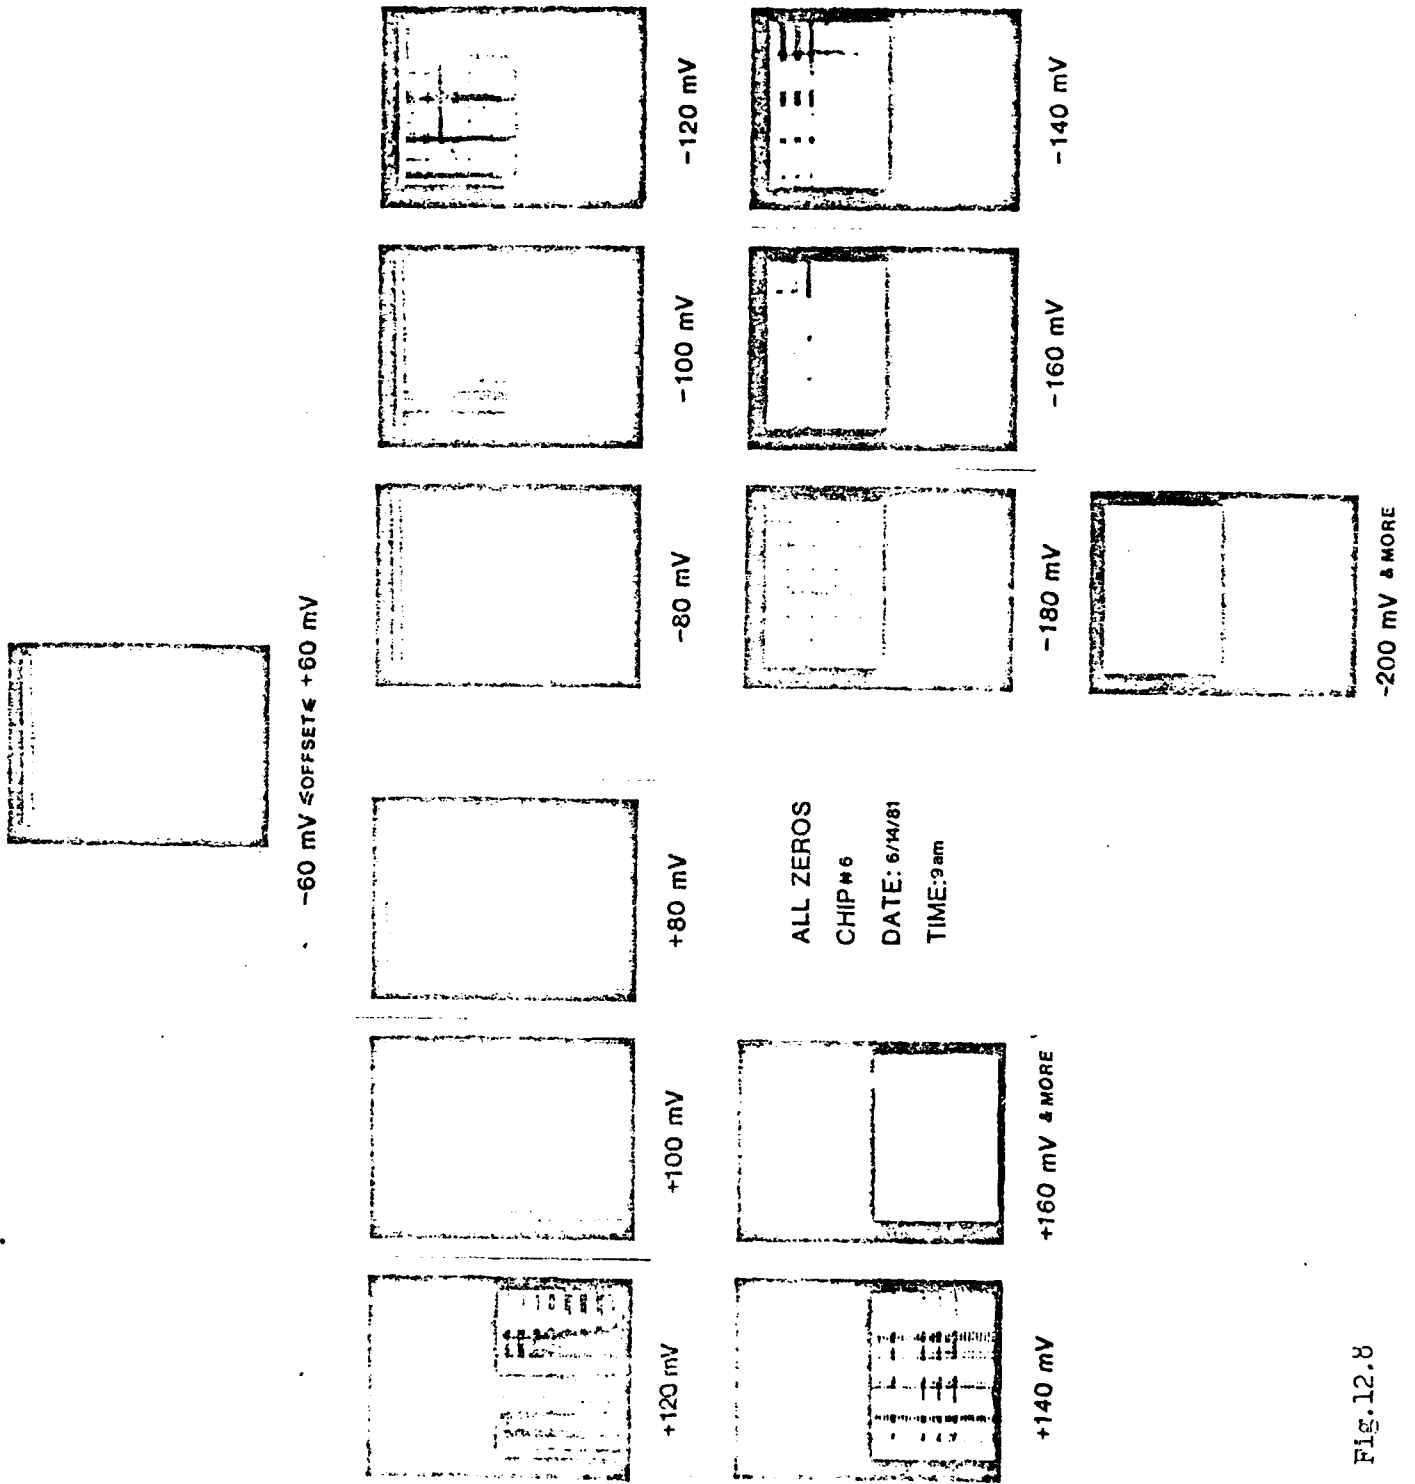 -60 mV ≤OFFSET≤ +60 mV
+120 mV
+100 mV
+80 mV
-80 mV
-100 mV
-120 mV
ALL ZEROS
CHIP#6
DATE: 6/14/81
TIME: 9am
+140 mV
+160 mV & MORE
-180 mV
-160 mV
-140 mV
-200 mV & MORE
Fig.12.8